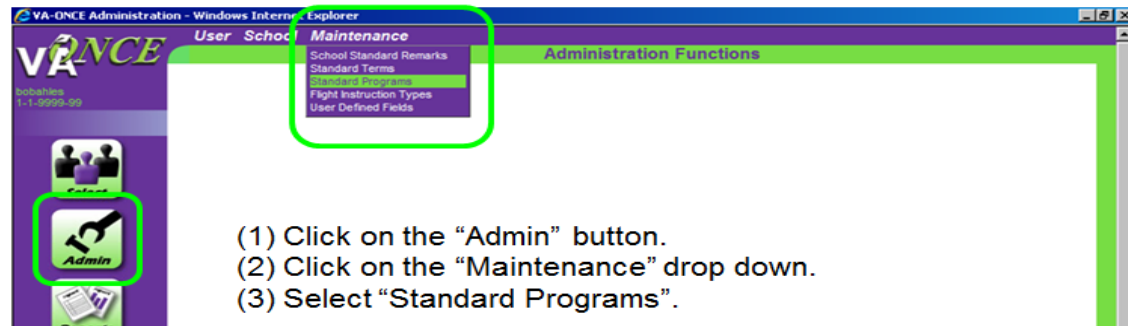 VA-ONCE Administration - Windows Internet Explorer
User School Maintenance
VA ONCE
Administration Functions
School Standard Remarks
Standard Terms
Standard Programs
Flight Instruction Types
User Defined Fields
bobahles
1-1-9999-99
Select
Admin
(1) Click on the “Admin” button.
(2) Click on the “Maintenance” drop down.
(3) Select “Standard Programs”.